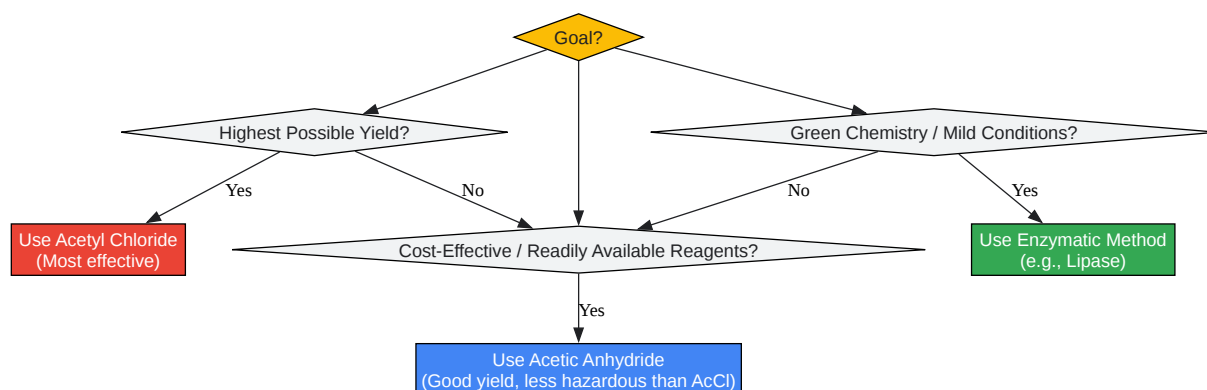 Goal?
Highest Possible Yield?
Green Chemistry / Mild Conditions?
Yes
No
No
Yes
Use Acetyl Chloride
(Most effective)
Cost-Effective / Readily Available Reagents?
Use Enzymatic Method
(e.g., Lipase)
Yes
Use Acetic Anhydride
(Good yield, less hazardous than AcCl)